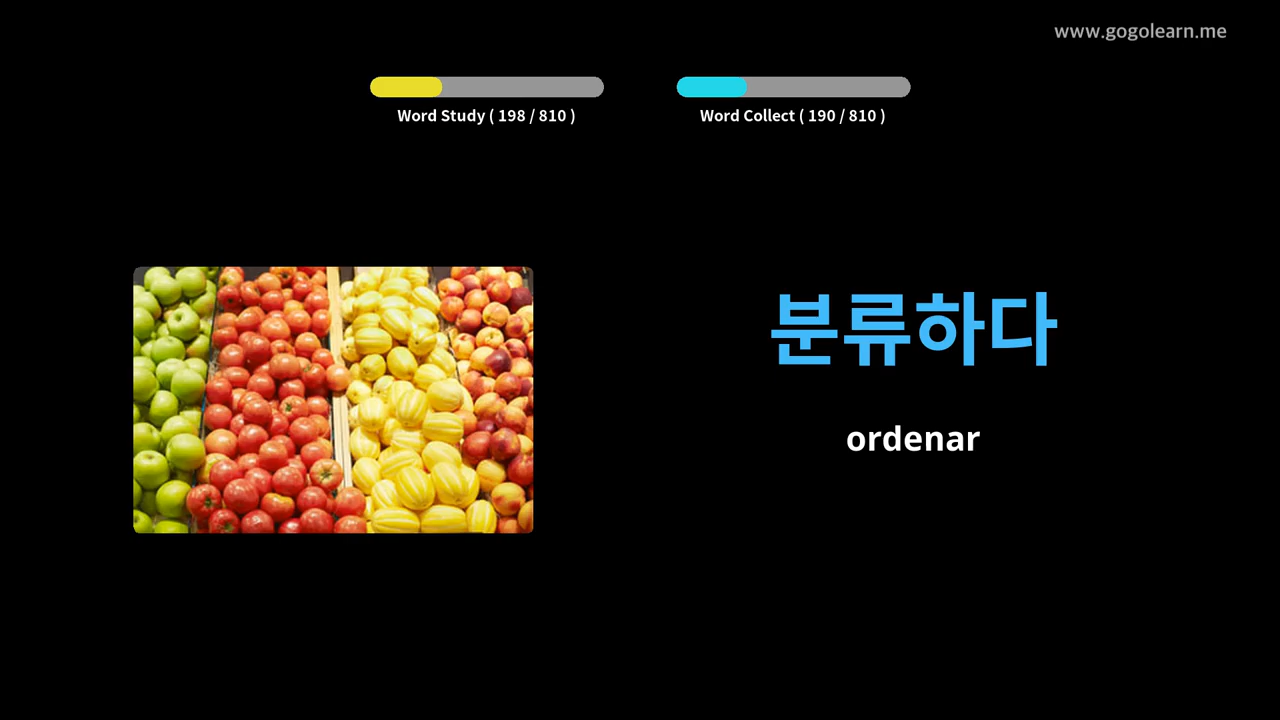 www.gogolearn.me
Word Study ( 198 / 810 )
Word Collect ( 190 / 810 )
분류하다
ordenar